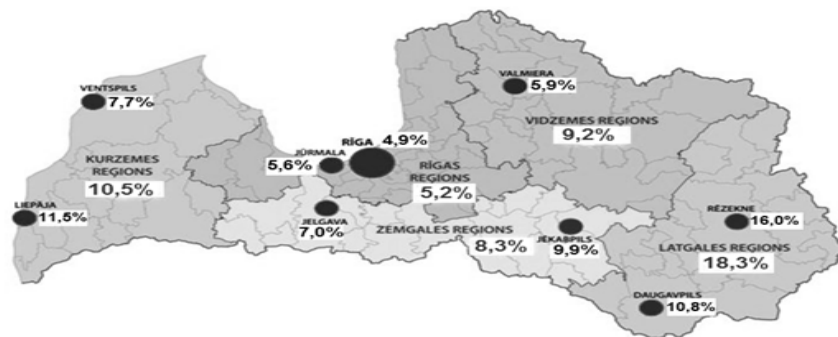 VENTSPILS
7,7%
VALMIERA
5,9%
VIDZEMES REGIONS
9,2%
RĪGA
4,9%
JŪRMALA
5,6%
KURZEMES
REGIONS
10,5%
RĪGAS
REGIONS
5,2%
LIEPĀJA
11,5%
JELGAVA
7,0%
ZEMGALES REGIONS
8,3%
JĒKABPILS
9,9%
RĒZEKNE
16,0%
LATGALES REGIONS
18,3%
DAUGAVPILS
10,8%